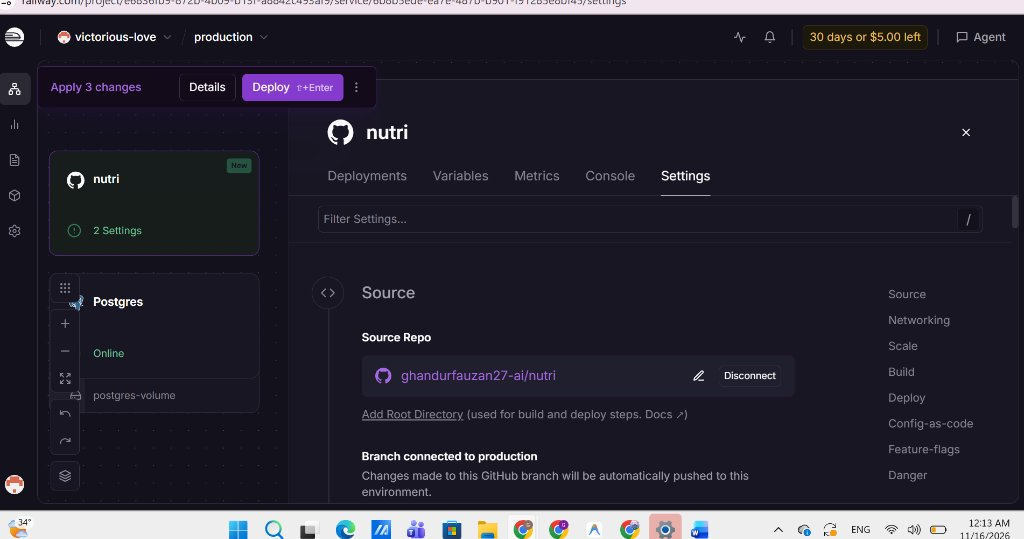 victorious-love
production
30 days or $5.00 left
Agent
Apply 3 changes
Details
Deploy ⇧+Enter
nutri
New
2 Settings
Postgres
Online
postgres-volume
nutri
Deployments
Variables
Metrics
Console
Settings
Filter Settings...
/
Source
Source Repo
ghandurfauzan27-ai/nutri
Disconnect
Add Root Directory (used for build and deploy steps. Docs ↗)
Branch connected to production
Changes made to this GitHub branch will be automatically pushed to this
environment.
Source
Networking
Scale
Build
Deploy
Config-as-code
Feature-flags
Danger
34°
ENG
12:13 AM
11/16/2026